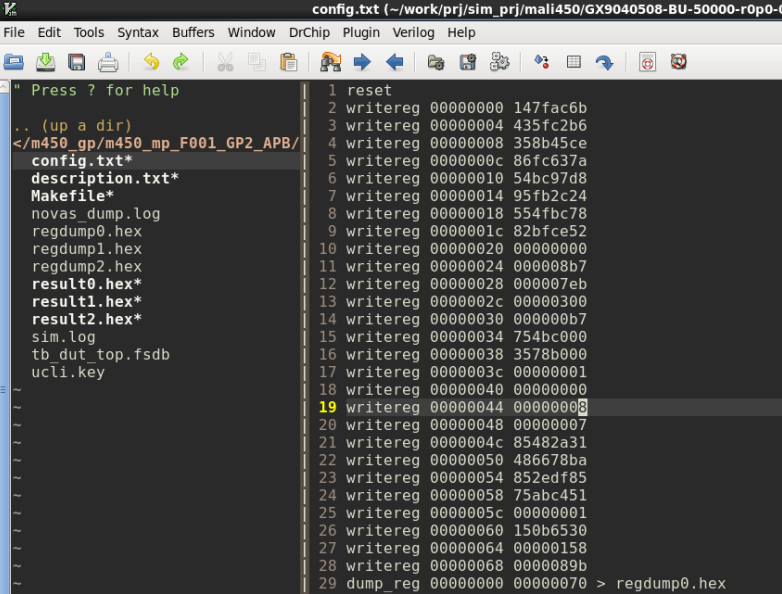 config.txt (~/work/prj/sim_prj/mali450/GX9040508-BU-50000-r0p0-
File Edit Tools Syntax Buffers Window DrChip Plugin Verilog Help
" Press ? for help
.. (up a dir)
</m450_gp/m450_mp_F001_GP2_APB/
config.txt*
description.txt*
Makefile*
novas_dump.log
regdump0.hex
regdump1.hex
regdump2.hex
result0.hex*
result1.hex*
result2.hex*
sim.log
tb_dut_top.fsdb
ucli.key
~
~
~
~
~
~
~
~
~
~
~
~
1 reset
2 writereg 00000000 147fac6b
3 writereg 00000004 435fc2b6
4 writereg 00000008 358b45ce
5 writereg 0000000c 86fc637a
6 writereg 00000010 54bc97d8
7 writereg 00000014 95fb2c24
8 writereg 00000018 554fbc78
9 writereg 0000001c 82bfce52
10 writereg 00000020 00000000
11 writereg 00000024 000008b7
12 writereg 00000028 000007eb
13 writereg 0000002c 00000300
14 writereg 00000030 000000b7
15 writereg 00000034 754bc000
16 writereg 00000038 3578b000
17 writereg 0000003c 00000001
18 writereg 00000040 00000000
19 writereg 00000044 00000008
20 writereg 00000048 00000007
21 writereg 0000004c 85482a31
22 writereg 00000050 486678ba
23 writereg 00000054 852edf85
24 writereg 00000058 75abc451
25 writereg 0000005c 00000001
26 writereg 00000060 150b6530
27 writereg 00000064 00000158
28 writereg 00000068 0000089b
29 dump_reg 00000000 00000070 > regdump0.hex